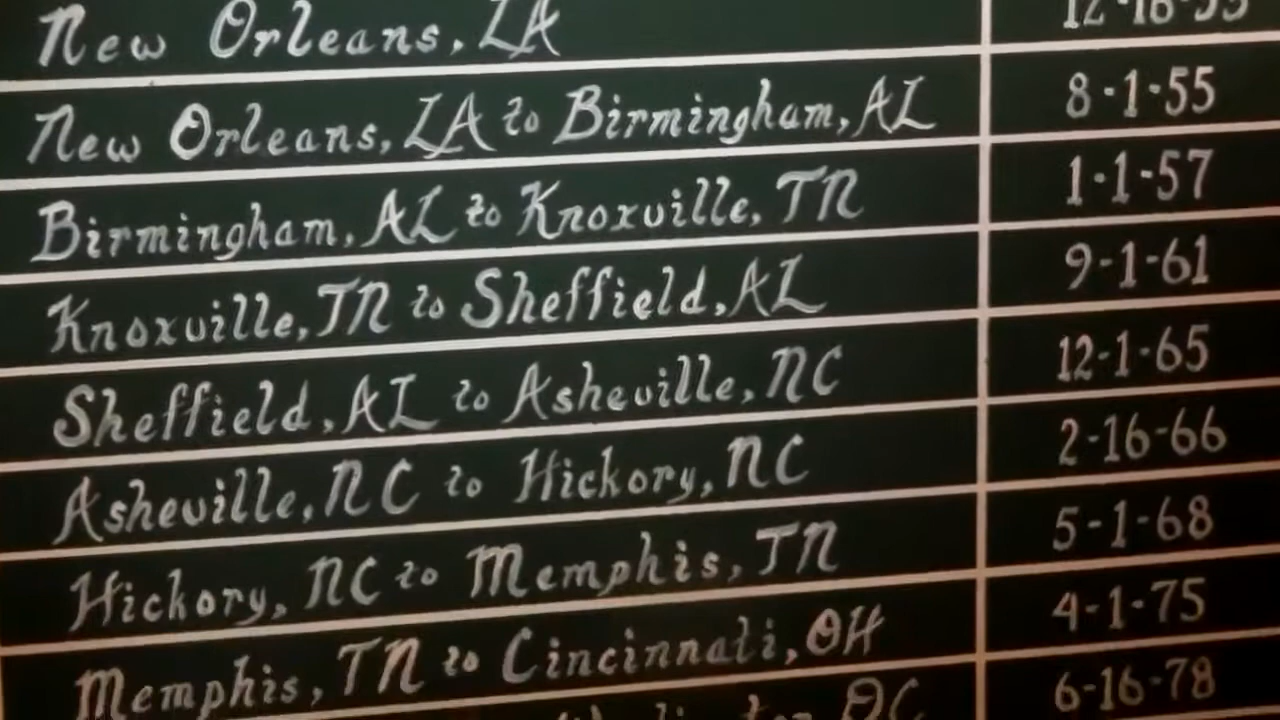 New Orleans, LA
New Orleans, LA to Birmingham, AL 8-1-55
Birmingham, AL to Knoxville, TN 1-1-57
Knoxville, TN to Sheffield, AL 9-1-61
Sheffield, AL to Asheville, NC 12-1-65
Asheville, NC to Hickory, NC 2-16-66
Hickory, NC to Memphis, TN 5-1-68
Memphis, TN to Cincinnati, OH 4-1-75
DC 6-16-78